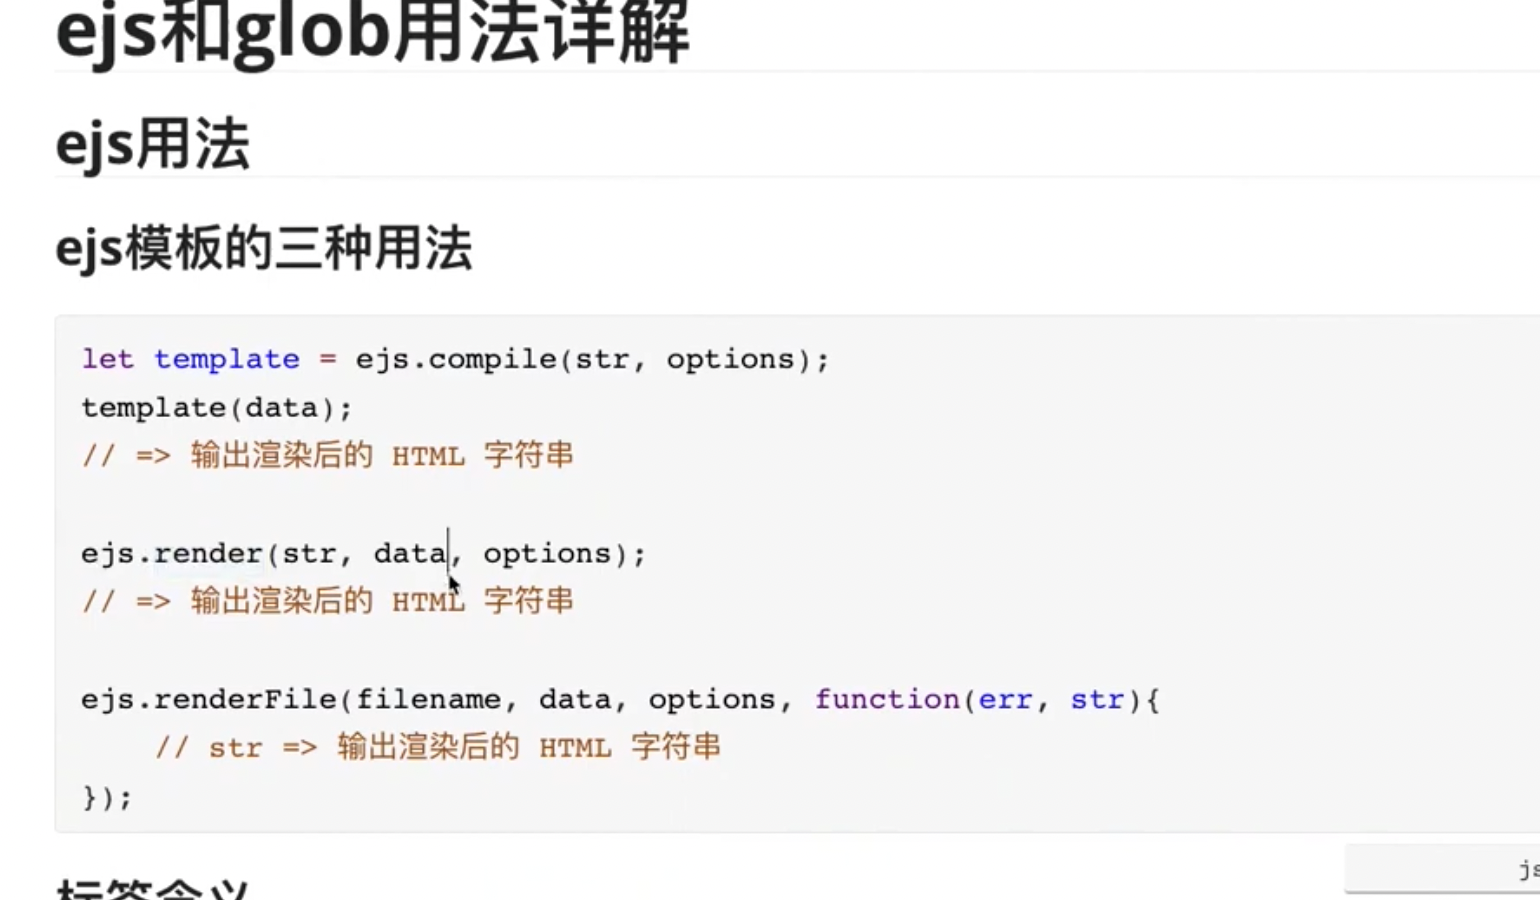 ejs和glob用法详解
ejs用法
ejs模板的三种用法
let template = ejs.compile(str, options);
template(data);
// => 输出渲染后的 HTML 字符串
ejs.render(str, data, options);
// => 输出渲染后的 HTML 字符串
ejs.renderFile(filename, data, options, function(err, str){
// str => 输出渲染后的 HTML 字符串
});
标签含义
js